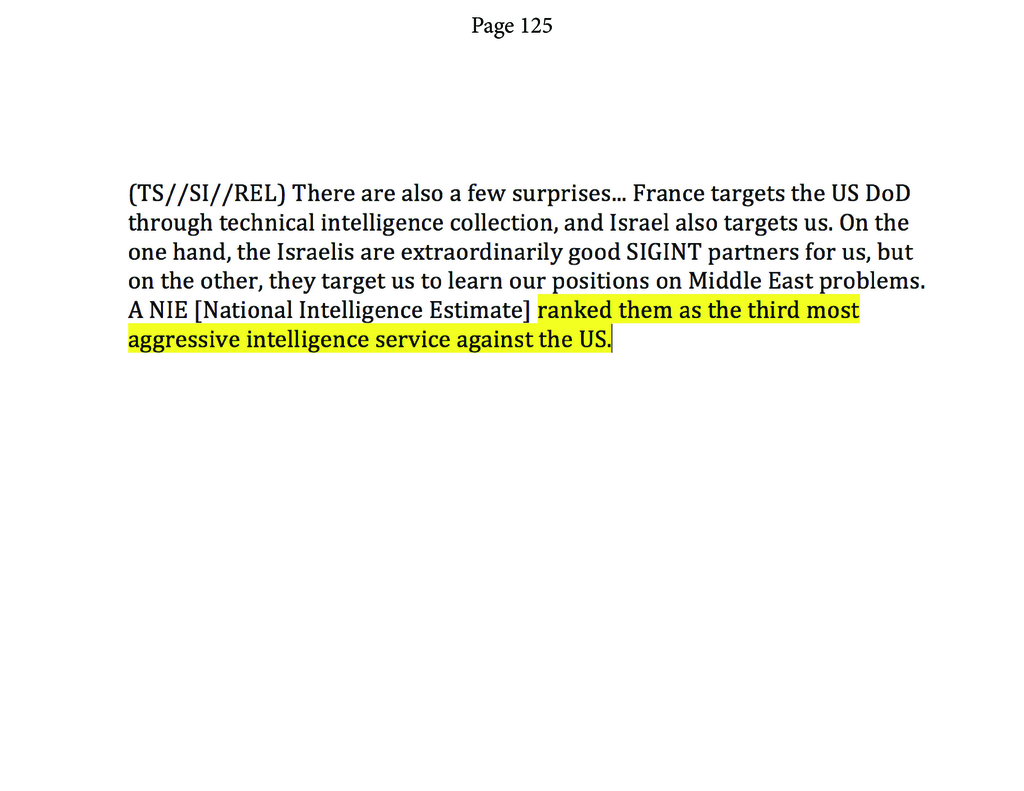 Page 125
(TS//SI//REL) There are also a few surprises... France targets the US DoD
through technical intelligence collection, and Israel also targets us. On the
one hand, the Israelis are extraordinarily good SIGINT partners for us, but
on the other, they target us to learn our positions on Middle East problems.
A NIE [National Intelligence Estimate] ranked them as the third most
aggressive intelligence service against the US.